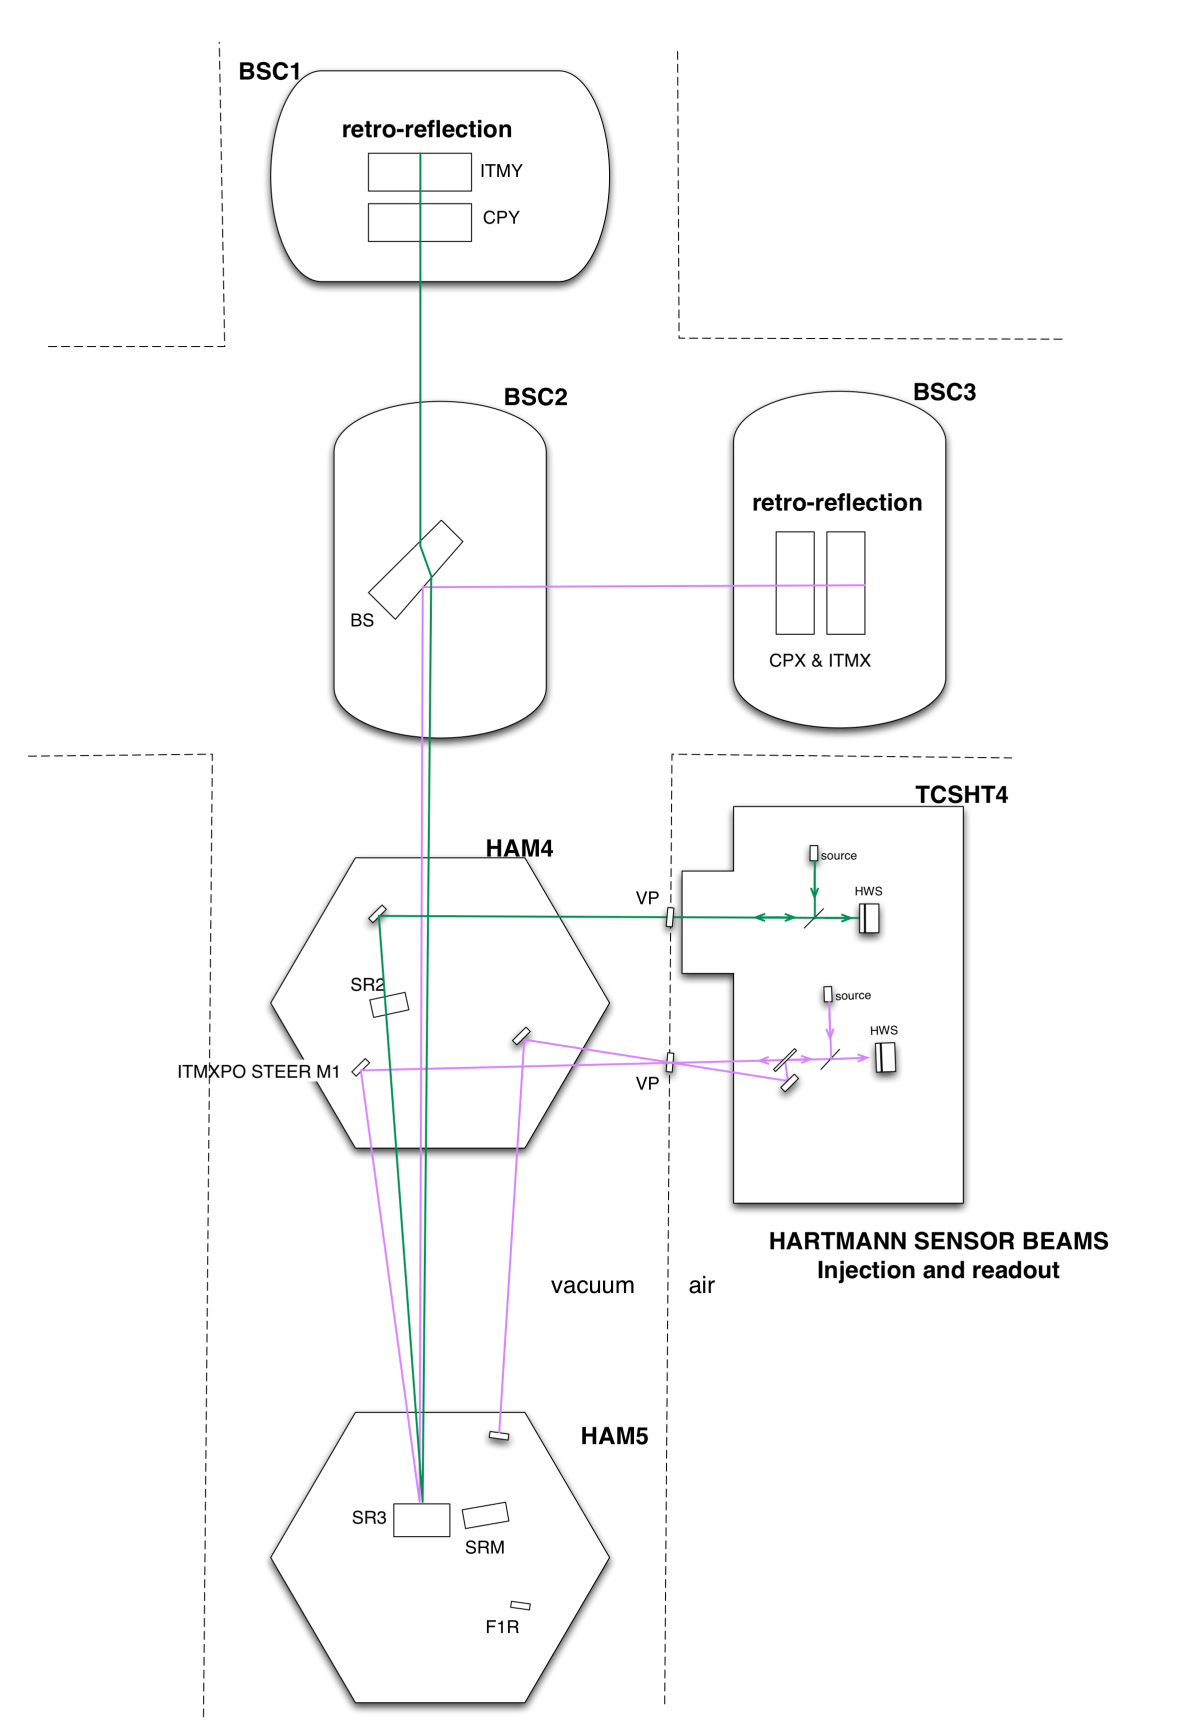 BSC1
retro-reflection
ITMY
CPY
BSC2
BSC3
retro-reflection
BS
CPX & ITMX
TCSHT4
HAM4
source
VP
HWS
SR2
source
HWS
ITMXPO STEER M1
VP
HARTMANN SENSOR BEAMS
Injection and readout
vacuum
air
HAM5
SR3
SRM
F1R